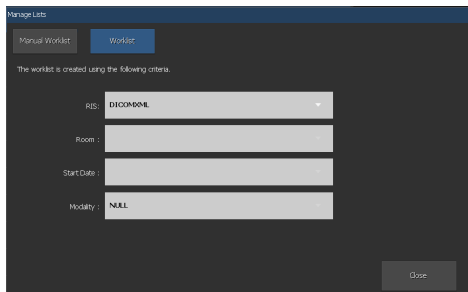 Manage Lists
Manual Worklist
Worklist
The worklist is created using the following criteria.
RIS: DICOMXML
Room :
Start Date :
Modality : NULL
Close